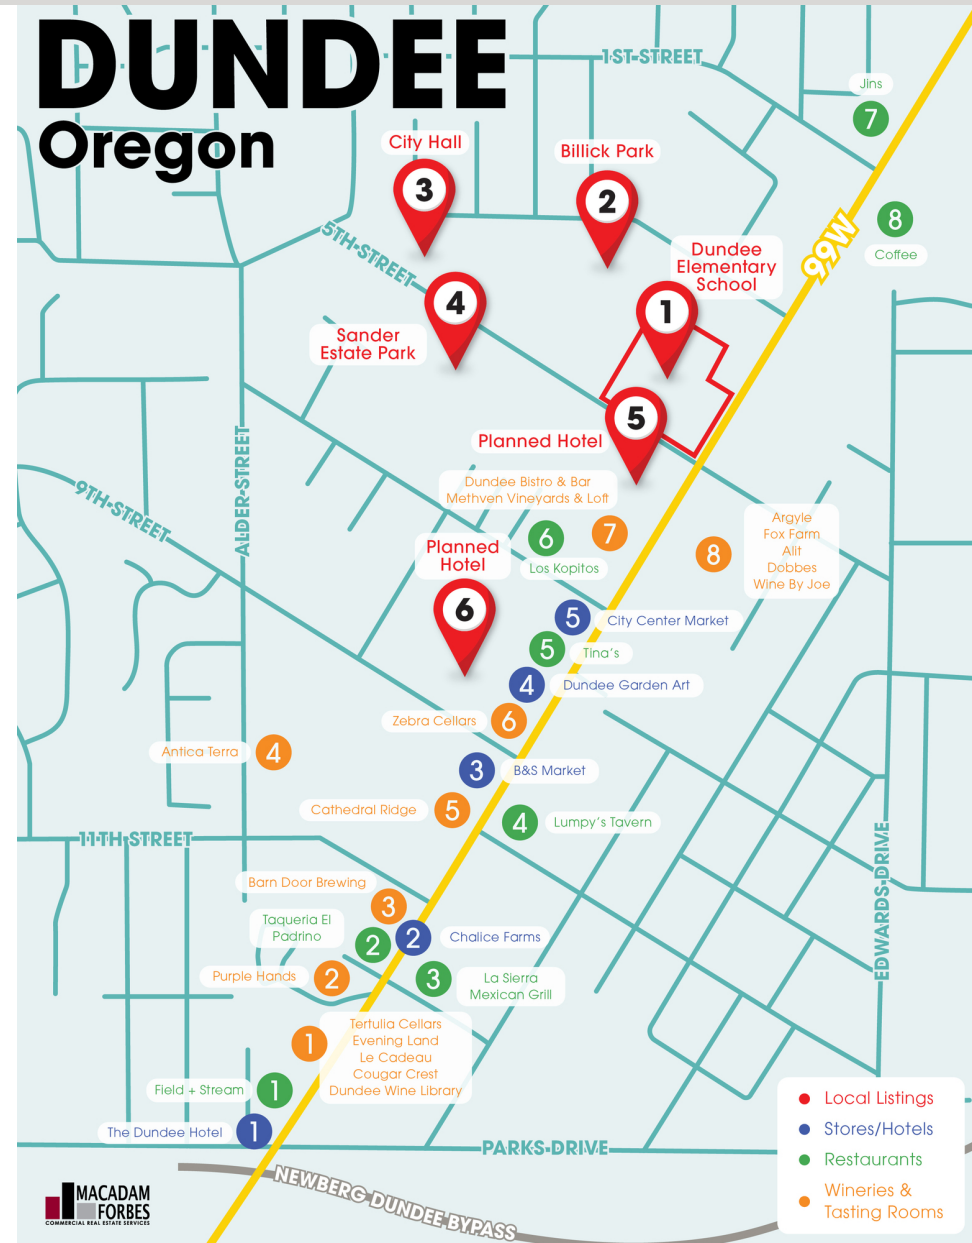 DUNDEE
Oregon
1ST STREET
Jins
7
City Hall
3
Billick Park
2
8
Coffee
99W
5TH STREET
Dundee
Elementary
School
1
4
Sander
Estate Park
5
Planned Hotel
Dundee Bistro & Bar
Methven Vineyards & Loft
6
7
Los Kopitos
8
Argyle
Fox Farm
Alit
Dobbes
Wine By Joe
ALDER STREET
9TH STREET
Planned
Hotel
6
5
City Center Market
5
Tina's
4
Dundee Garden Art
Zebra Cellars
6
Antica Terra
4
3
B&S Market
Cathedral Ridge
5
4
Lumpy's Tavern
11TH STREET
EDWARDS DRIVE
Barn Door Brewing
3
Taqueria El
Padrino
2
2
Chalice Farms
Purple Hands
2
3
La Sierra
Mexican Grill
1
Tertulia Cellars
Evening Land
Le Cadeau
Cougar Crest
Dundee Wine Library
Field + Stream
1
The Dundee Hotel
1
PARKS DRIVE
NEWBERG DUNDEE BYPASS
Local Listings
Stores/Hotels
Restaurants
Wineries &
Tasting Rooms
MACADAM
FORBES
COMMERCIAL REAL ESTATE SERVICES